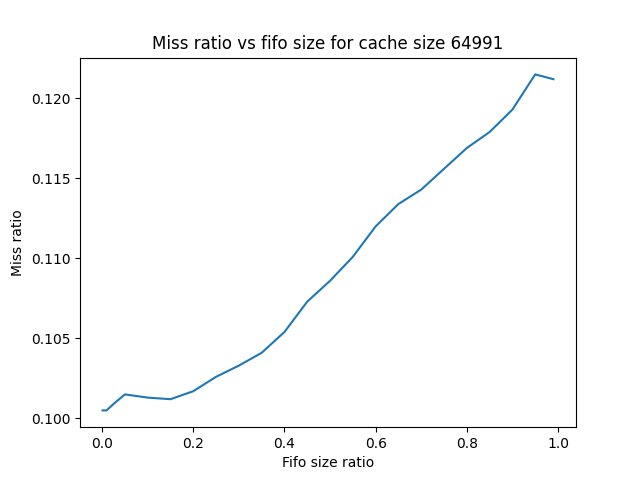 Miss ratio vs fifo size for cache size 64991
0.120
0.115
0.110
0.105
0.100
Miss ratio
0.0 0.2 0.4 0.6 0.8 1.0
Fifo size ratio